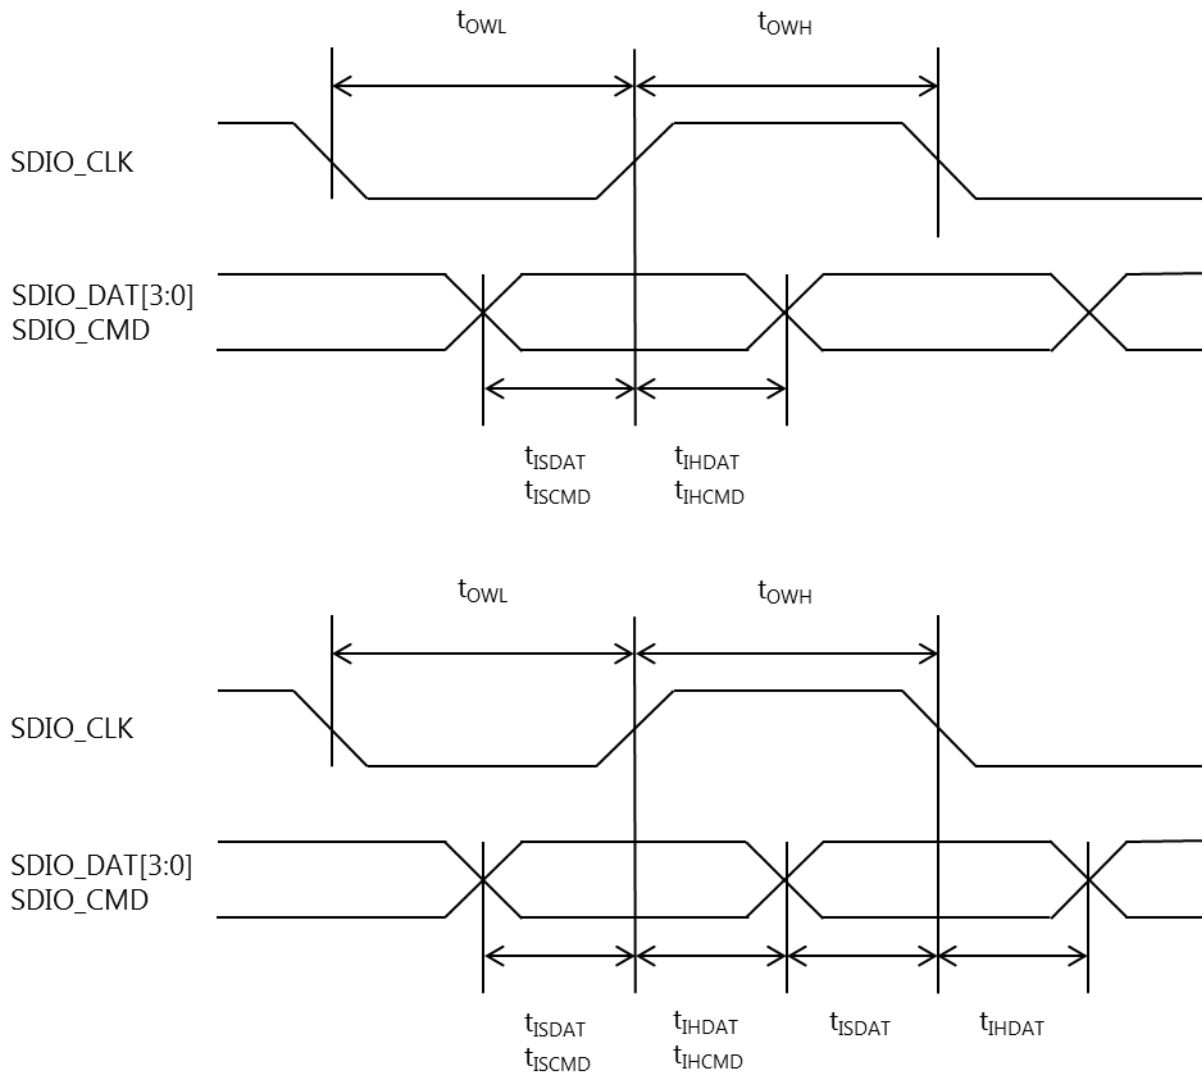 tOWL tOWH
SDIO_CLK
SDIO_DAT[3:0]
SDIO_CMD
tISDAT tIHDAT
tISCMD tIHCMD
tOWL tOWH
SDIO_CLK
SDIO_DAT[3:0]
SDIO_CMD
tISDAT tIHDAT tISDAT tIHDAT
tISCMD tIHCMD